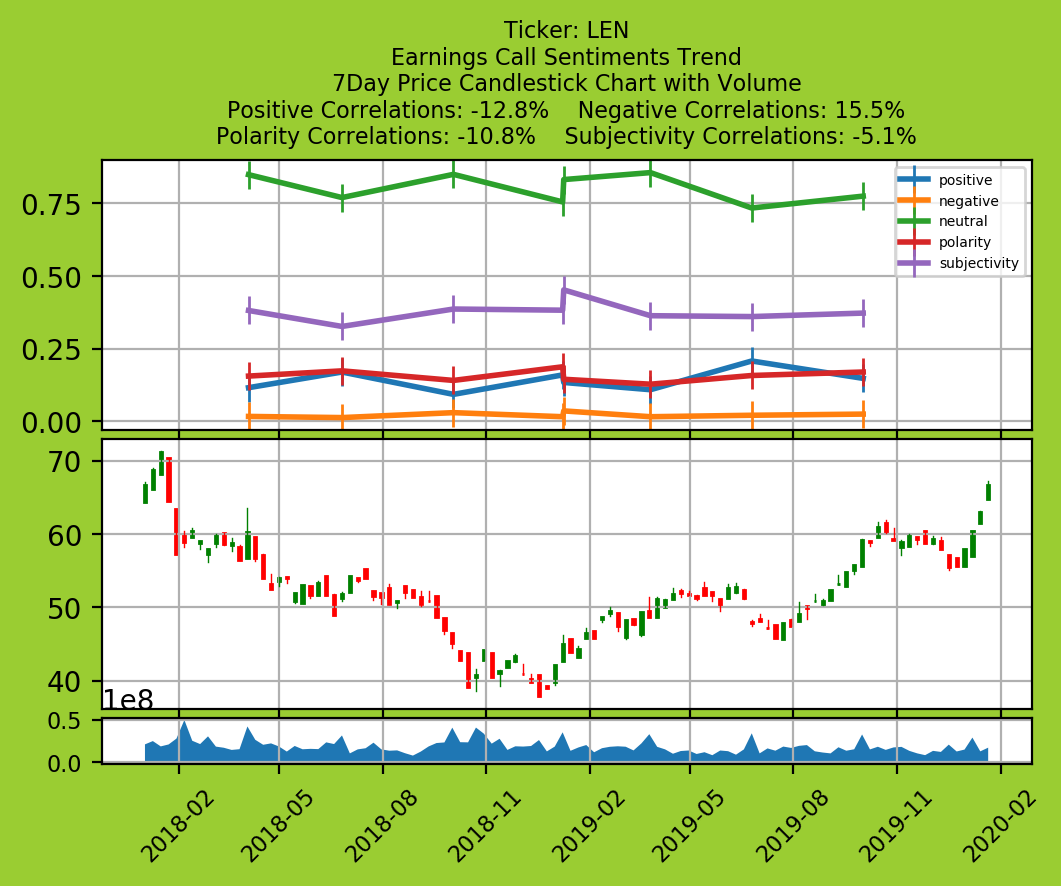 Ticker: LEN
Earnings Call Sentiments Trend
7Day Price Candlestick Chart with Volume
Positive Correlations: -12.8%    Negative Correlations: 15.5%
Polarity Correlations: -10.8%    Subjectivity Correlations: -5.1%
positive
negative
neutral
polarity
subjectivity
0.75
0.50
0.25
0.00
70
60
50
40
1e8
0.5
0.0
2018-02
2018-05
2018-08
2018-11
2019-02
2019-05
2019-08
2019-11
2020-02